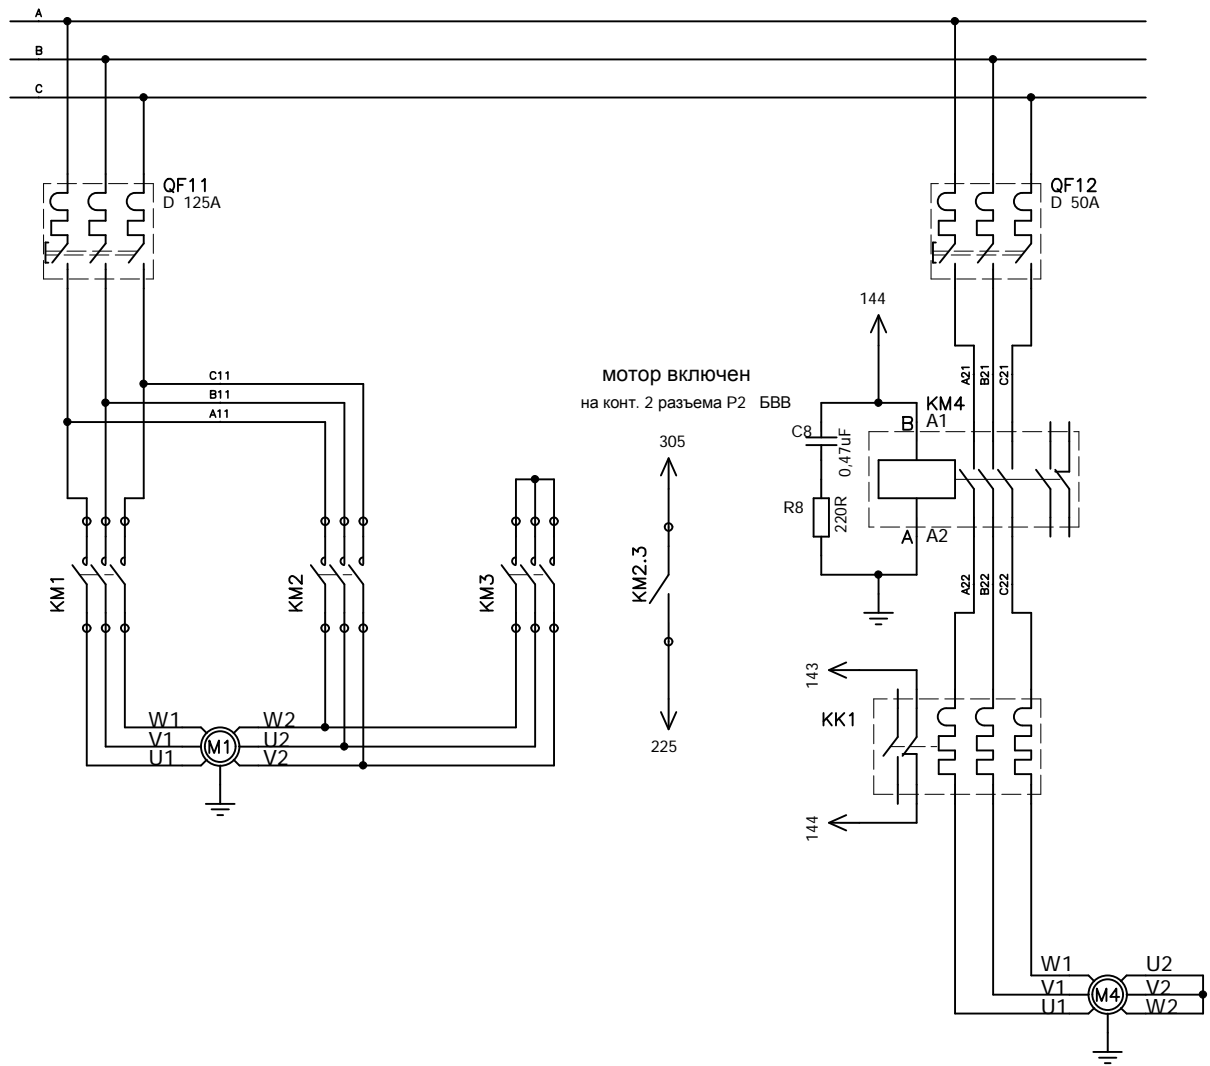 A
B
C
QF11
D 125A
QF12
D 50A
144
C11
B11
A11
мотор включен
на конт. 2 разъема P2 БВВ
305
A21
B21
C21
KM4
B
A1
C8
0,47uF
R8
220R
A
A2
KM1
KM2
KM3
KM2.3
A22
B22
C22
143
KK1
W1
V1
U1
M1
W2
U2
V2
225
144
W1
V1
U1
M4
U2
V2
W2